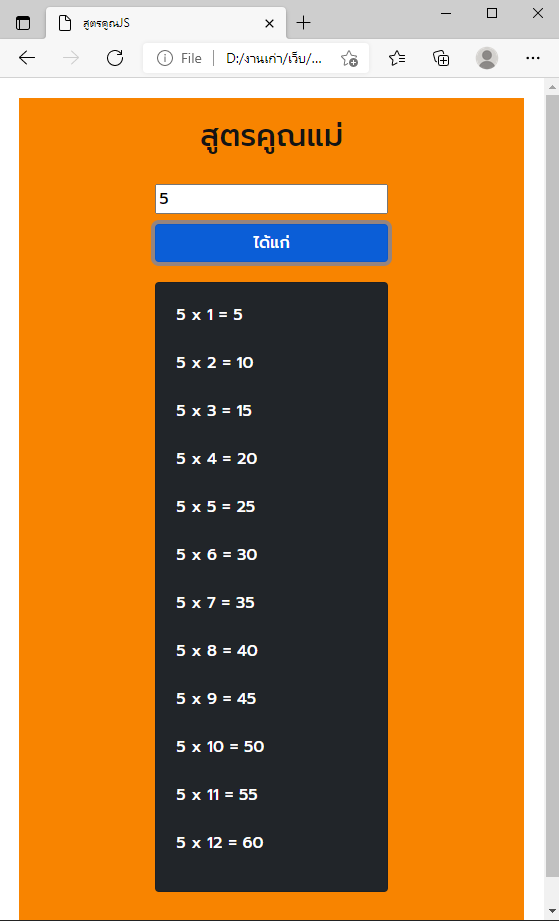 สูตรคูณJS
File
D:/งานเก่า/เว็บ/...
สูตรคูณแม่
5
ได้แก่
5 x 1 = 5
5 x 2 = 10
5 x 3 = 15
5 x 4 = 20
5 x 5 = 25
5 x 6 = 30
5 x 7 = 35
5 x 8 = 40
5 x 9 = 45
5 x 10 = 50
5 x 11 = 55
5 x 12 = 60